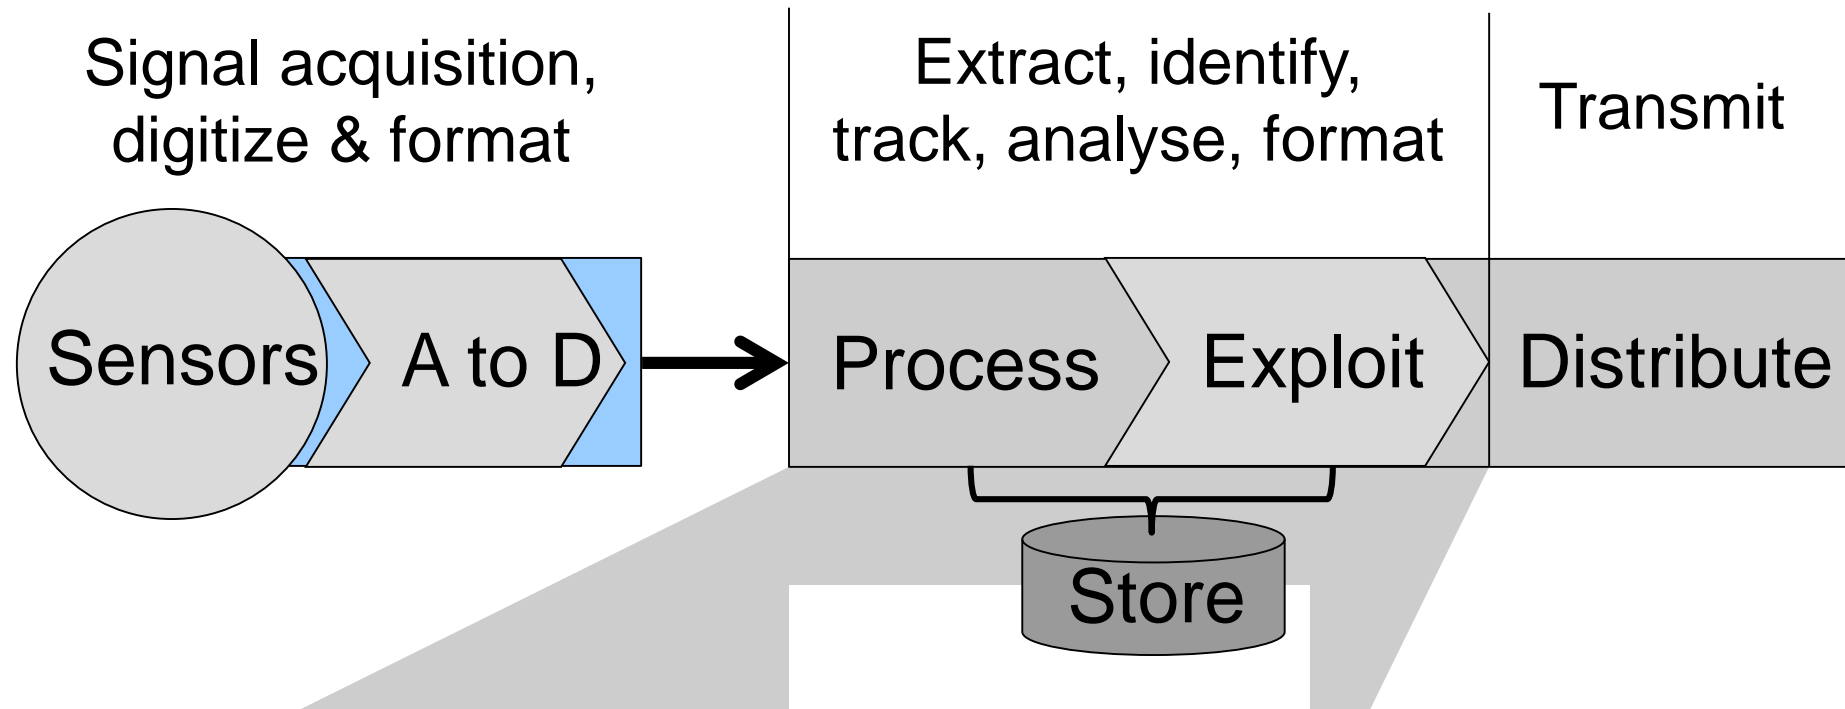 Signal acquisition,
digitize & format
Extract, identify,
track, analyse, format
Transmit
Sensors
A to D
Process
Exploit
Distribute
Store